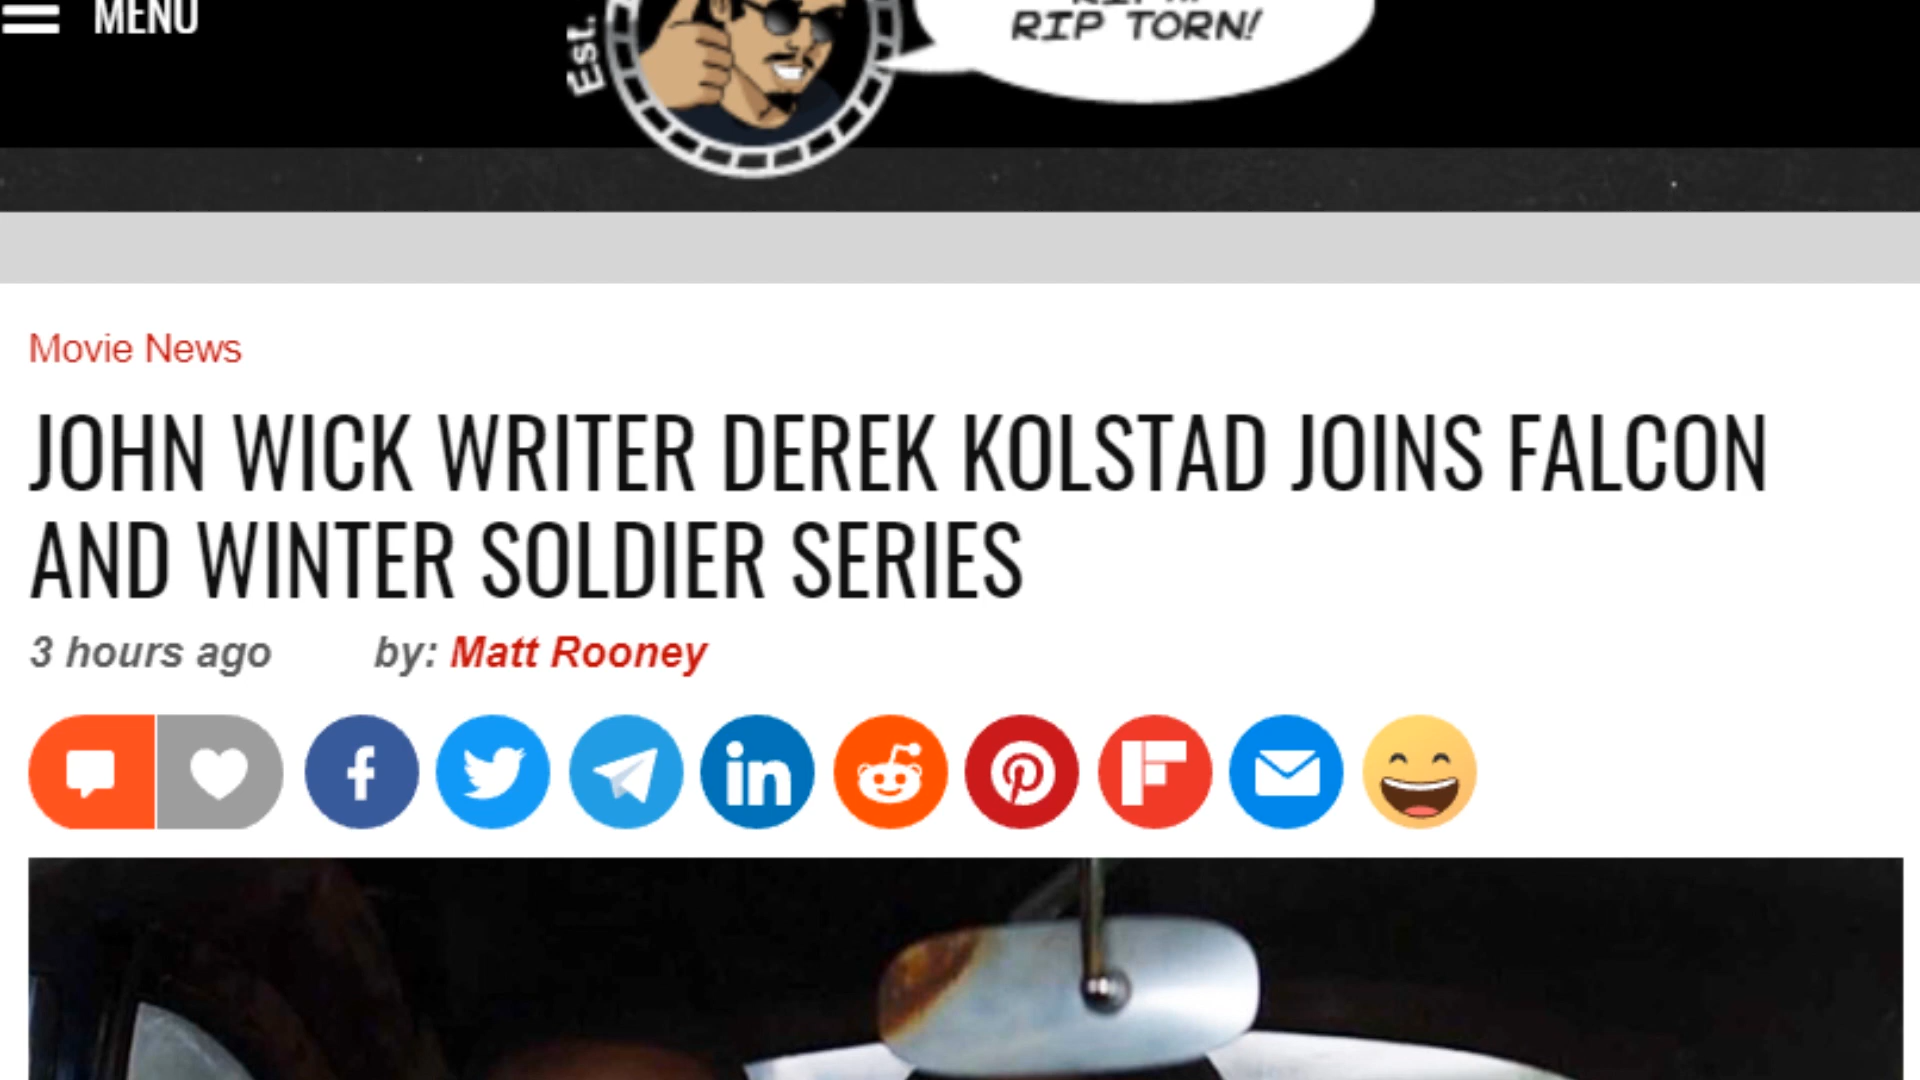 MENU
Est.
RIP TORN!
Movie News
JOHN WICK WRITER DEREK KOLSTAD JOINS FALCON
AND WINTER SOLDIER SERIES
3 hours ago by: Matt Rooney